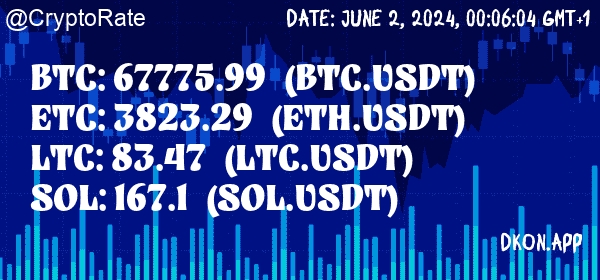 @CryptoRate
DATE: JUNE 2, 2024, 00:06:04 GMT+1
BTC: 67775.99 (BTC.USDT)
ETC: 3823.29 (ETH.USDT)
LTC: 83.47 (LTC.USDT)
SOL: 167.1 (SOL.USDT)
DKON.APP